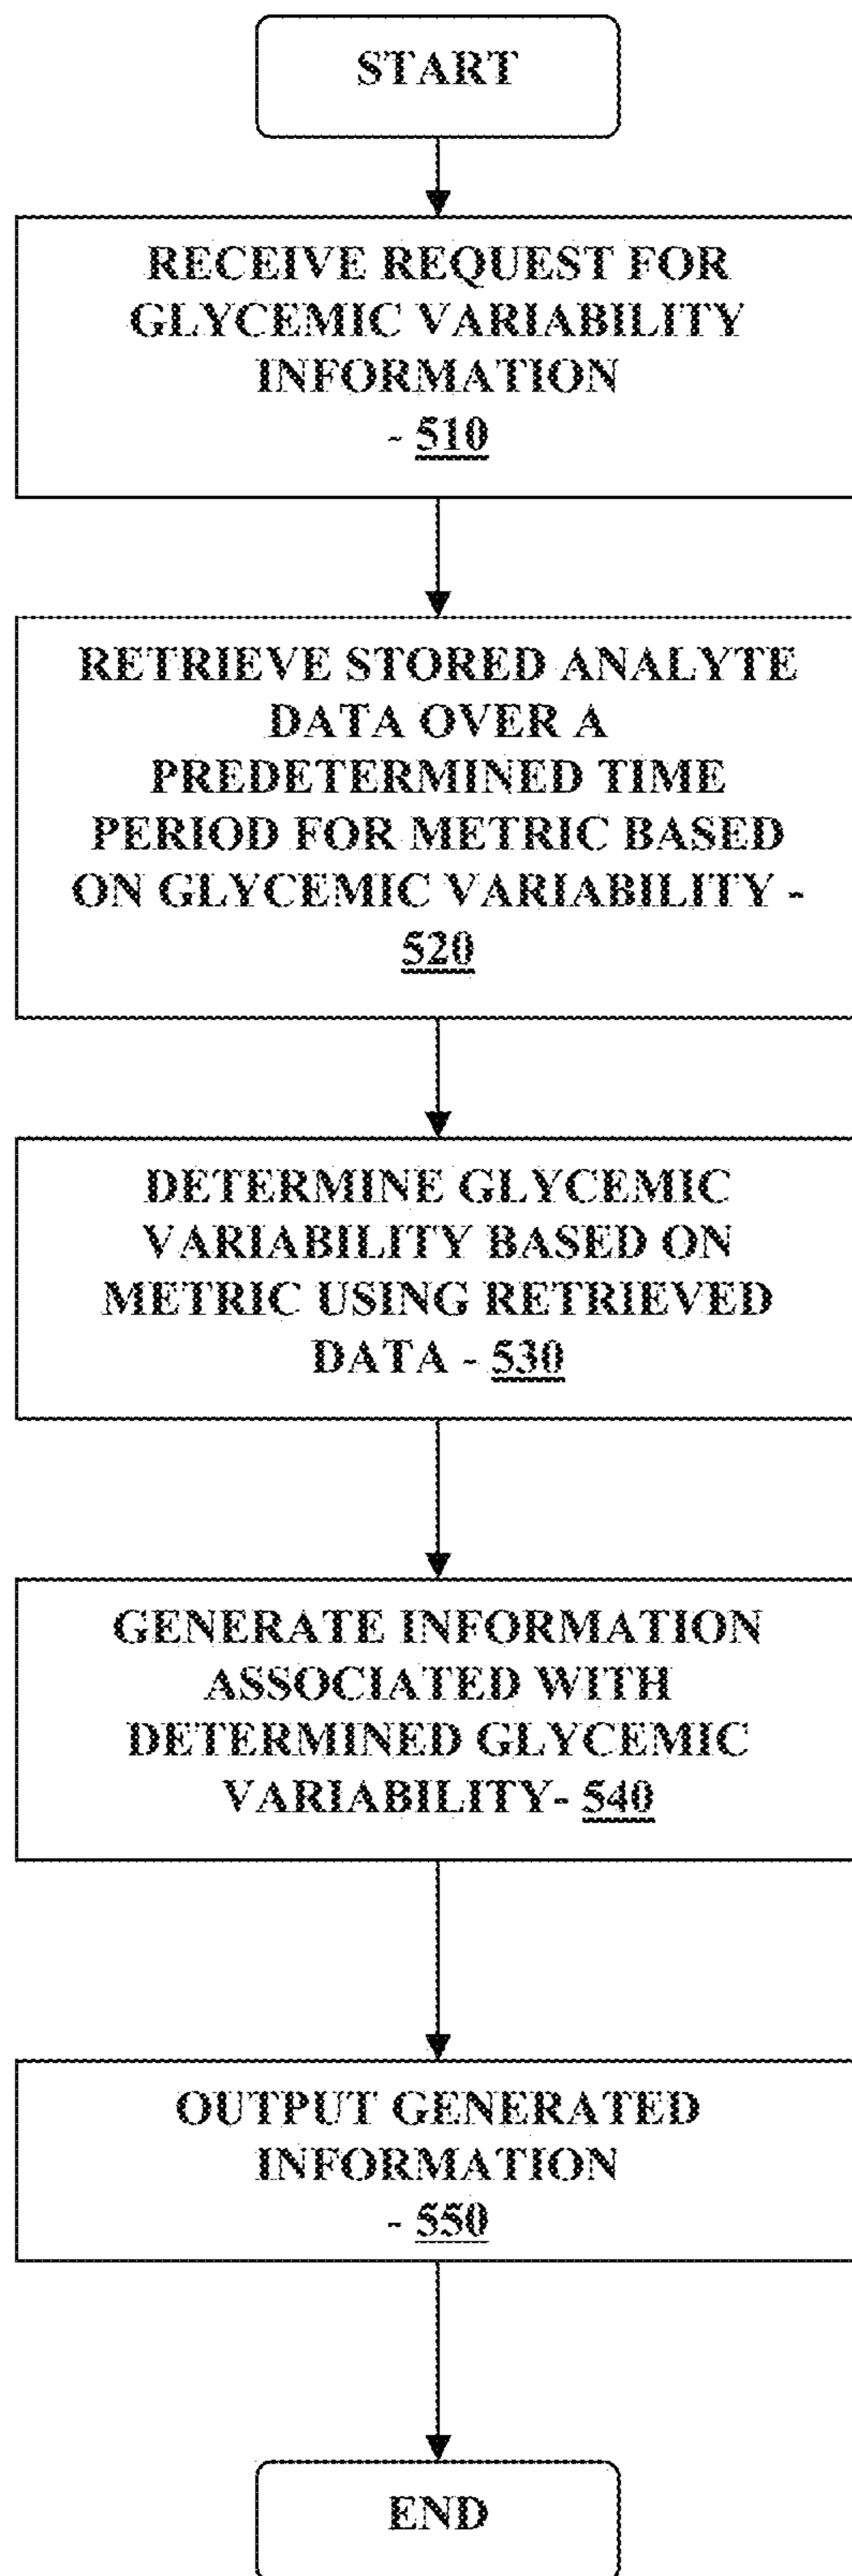 START
RECEIVE REQUEST FOR
GLYCEMIC VARIABILITY
INFORMATION
- 510
RETRIEVE STORED ANALYTE
DATA OVER A
PREDETERMINED TIME
PERIOD FOR METRIC BASED
ON GLYCEMIC VARIABILITY -
520
DETERMINE GLYCEMIC
VARIABILITY BASED ON
METRIC USING RETRIEVED
DATA - 530
GENERATE INFORMATION
ASSOCIATED WITH
DETERMINED GLYCEMIC
VARIABILITY- 540
OUTPUT GENERATED
INFORMATION
- 550
END